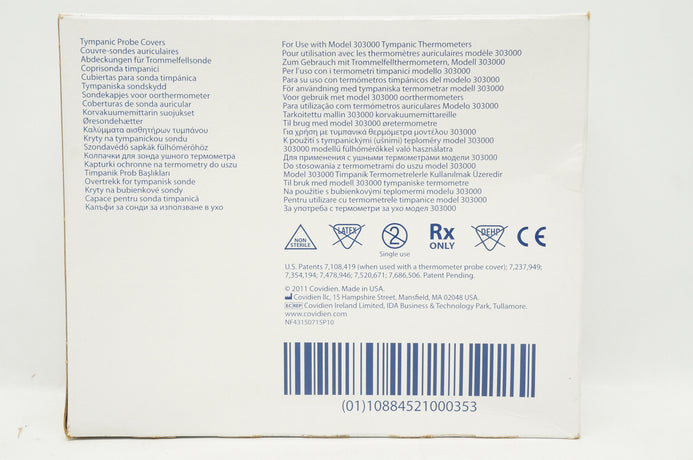 Tympanic Probe Covers
Couvre-sondes auriculaires
Abdeckungen für Trommelfellsonde
Coprisonda timpanici
Cubiertas para sonda timpánica
Tympaniska sondskydd
Sondekapjes voor oorthermometer
Coberturas de sonda auricular
Korvakuumemittarin suojukset
Øresondehætter
Καλύμματα αισθητήρων τυμπάνου
Kryty na tympanickou sondu
Szondavédő sapkák fülhőmérőhöz
Колпачки для зонда ушного термометра
Kapturki ochronne na termometry do uszu
Timpanik Prob Başlıkları
Overtrekk for tympanisk sonde
Kryty na bubienkové sondy
Capace pentru sonda timpanică
Калъфи за сонди за използване в ухо
For Use with Model 303000 Tympanic Thermometers
Pour utilisation avec les thermomètres auriculaires modèle 303000
Zum Gebrauch mit Trommelfellthermometern, Modell 303000
Per l'uso con i termometri timpanici modello 303000
Para su uso con termómetros timpánicos del modelo 303000
För användning med tympaniska termometrar modell 303000
Voor gebruik met model 303000 oorthermometers
Para utilização com termómetros auriculares Modelo 303000
Tarkoitettu mallin 303000 korvakuumemittareille
Til brug med model 303000 øretermometre
Για χρήση με τυμπανικά θερμόμετρα μοντέλου 303000
K použití s tympanickými (ušními) teploměry model 303000
303000 modellű fülhőmérőkkel való használatra
Для применения с ушными термометрами модели 303000
Do stosowania z termometrami do uszu model 303000
Model 303000 Timpanik Termometrelerle Kullanılmak Üzeredir
Til bruk med modell 303000 tympaniske termometre
Na použitie s bubienkovými teplomermi modelu 303000
Pentru utilizare cu termometrele timpanice model 303000
За употреба с термометри за ухо модел 303000
NON
STERILE
LATEX
2
Single use
Rx
ONLY
DEHP
CE
U.S. Patents 7,108,419 (when used with a thermometer probe cover); 7,237,949;
7,354,194; 7,478,946; 7,520,671; 7,686,506. Patent Pending.
© 2011 Covidien. Made in USA.
Covidien llc, 15 Hampshire Street, Mansfield, MA 02048 USA.
EC REP Covidien Ireland Limited, IDA Business & Technology Park, Tullamore.
www.covidien.com
NF43150715P10
(01)10884521000353